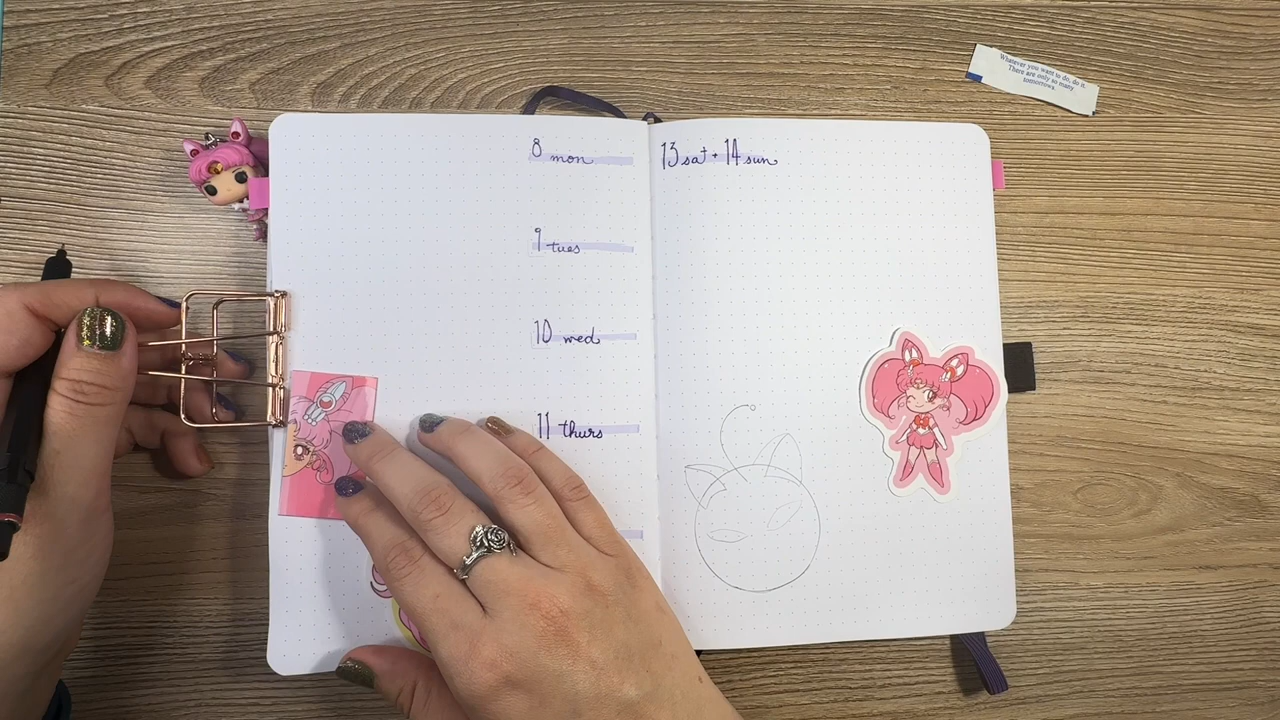 Whatever you want to do, do it.
There are only so many
tomorrows.
8 mon
9 tues
10 wed
11 thurs
13 sat + 14 sun